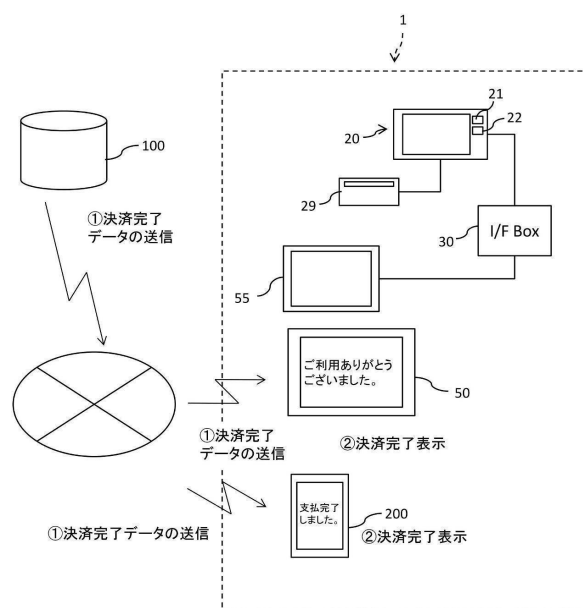 1
21
22
20
100
29
①決済完了
データの送信
30
I/F Box
55
ご利用ありがとう
ございました。
50
①決済完了
データの送信
②決済完了表示
支払完了
しました。
200
①決済完了データの送信
②決済完了表示